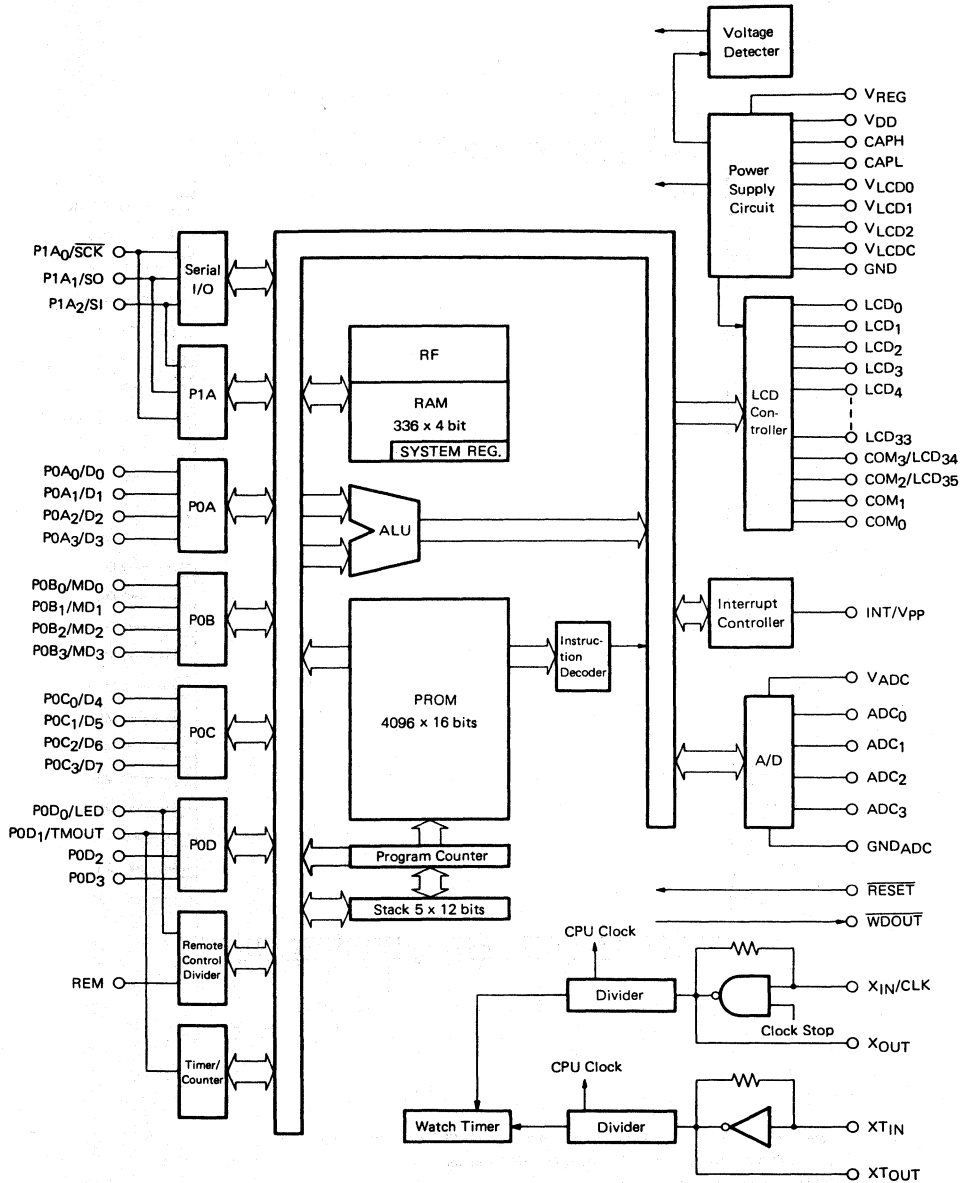 Voltage
Detecter
VREG
VDD
CAPH
CAPL
VLCD0
VLCD1
VLCD2
VLCDC
GND
Power
Supply
Circuit
P1A0/SCK
P1A1/SO
P1A2/SI
Serial
I/O
P1A
RF
RAM
336 x 4 bit
SYSTEM REG.
LCD0
LCD1
LCD2
LCD3
LCD4
LCD33
COM3/LCD34
COM2/LCD35
COM1
COM0
LCD
Con-
troller
P0A0/D0
P0A1/D1
P0A2/D2
P0A3/D3
P0A
ALU
P0B0/MD0
P0B1/MD1
P0B2/MD2
P0B3/MD3
P0B
Interrupt
Controller
INT/VPP
Instruc-
tion
Decoder
PROM
4096 x 16 bits
P0C0/D4
P0C1/D5
P0C2/D6
P0C3/D7
P0C
VADC
ADC0
ADC1
ADC2
ADC3
GNDADC
A/D
P0D0/LED
P0D1/TMOUT
P0D2
P0D3
P0D
Program Counter
Stack 5 x 12 bits
RESET
WDOUT
REM
Remote
Control
Divider
CPU Clock
Divider
XIN/CLK
Clock Stop
XOUT
Timer/
Counter
CPU Clock
Watch Timer
Divider
XTIN
XTOUT